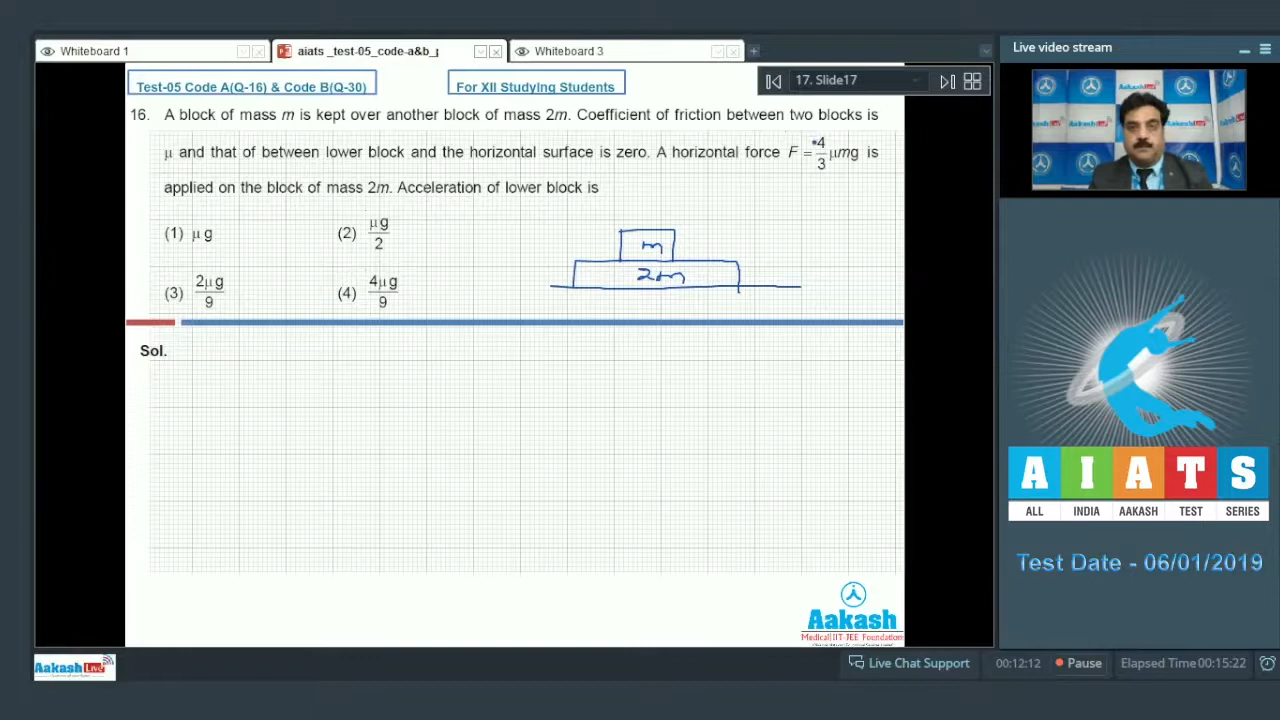 Whiteboard 1
aiats _test-05_code-a&b_
Whiteboard 3
Live video stream
Test-05 Code A(Q-16) & Code B(Q-30)
For XII Studying Students
17. Slide17
16. A block of mass m is kept over another block of mass 2m. Coefficient of friction between two blocks is
μ and that of between lower block and the horizontal surface is zero. A horizontal force F = 4/3 μmg is
applied on the block of mass 2m. Acceleration of lower block is
(1) μg
(2) μg/2
(3) 2μg/9
(4) 4μg/9
m
2m
Sol.
A I A T S
ALL INDIA AAKASH TEST SERIES
Test Date - 06/01/2019
Aakash
Medical|IIT-JEE|Foundations
Aakash Live
Live Chat Support
00:12:12
Pause
Elapsed Time 00:15:22